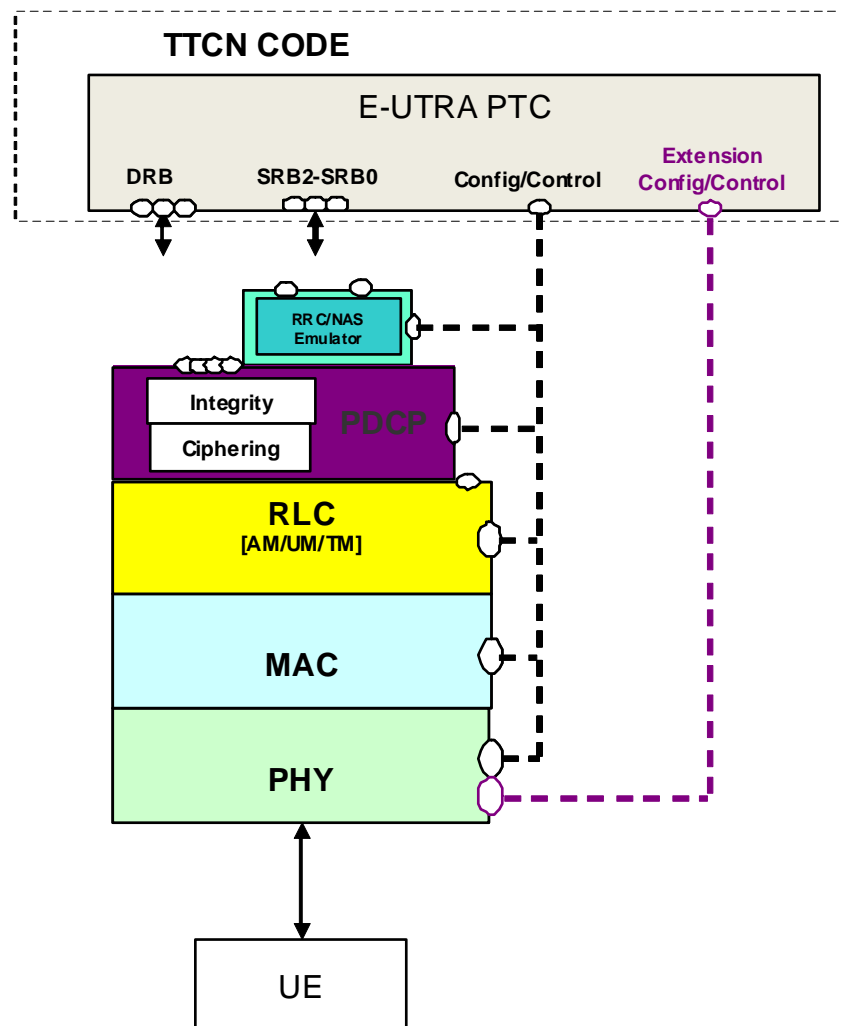 TTCN CODE
E-UTRA PTC
DRB
SRB2-SRB0
Config/Control
Extension
Config/Control
RRC/NAS
Emulator
Integrity
Ciphering
PDCP
RLC
[AM/UM/TM]
MAC
PHY
UE